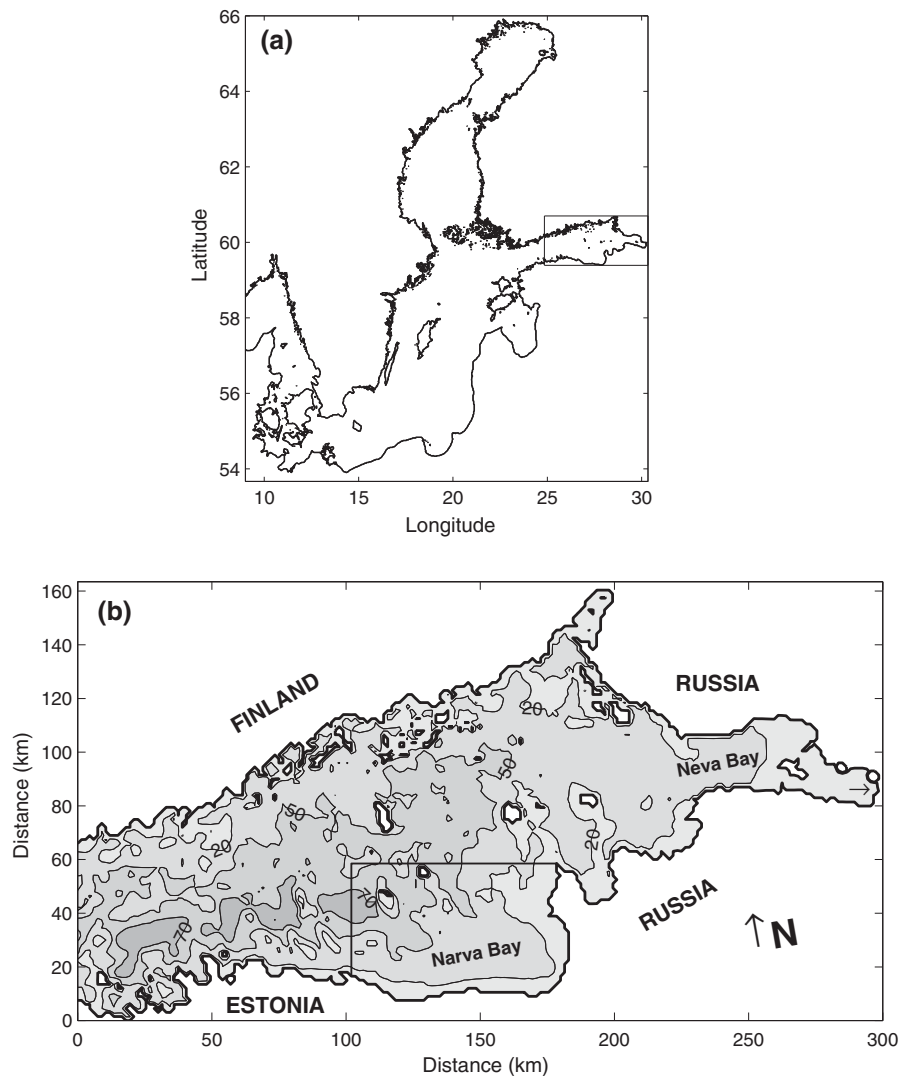 (a)
66
64
62
60
58
56
54
Latitude
10 15 20 25 30
Longitude
(b)
160
140
120
100
80
60
40
20
0
Distance (km)
FINLAND
RUSSIA
20
Neva Bay
50
50
20
20
70
70
RUSSIA
N
Narva Bay
ESTONIA
0 50 100 150 200 250 300
Distance (km)